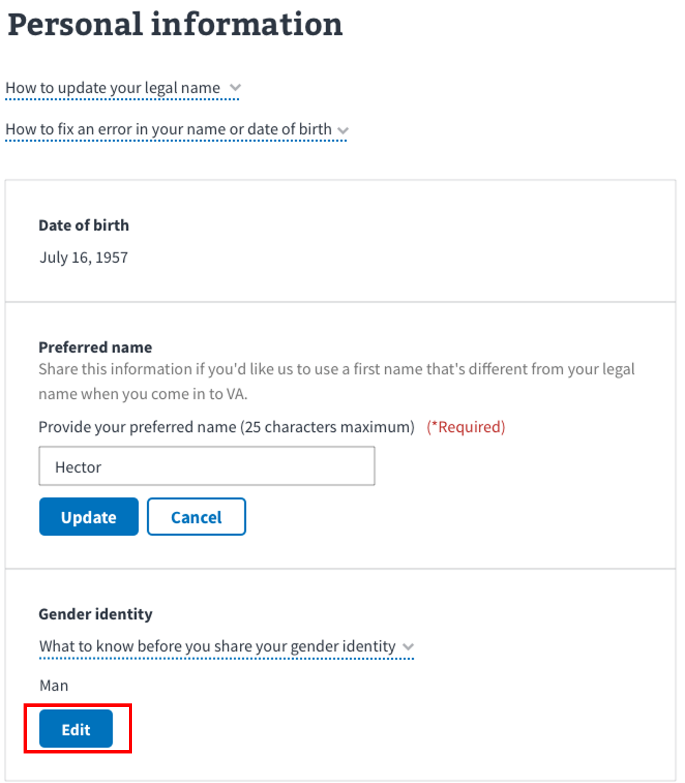 Personal information
How to update your legal name
How to fix an error in your name or date of birth
Date of birth
July 16, 1957
Preferred name
Share this information if you'd like us to use a first name that's different from your legal
name when you come in to VA.
Provide your preferred name (25 characters maximum) (*Required)
Hector
Update Cancel
Gender identity
What to know before you share your gender identity
Man
Edit